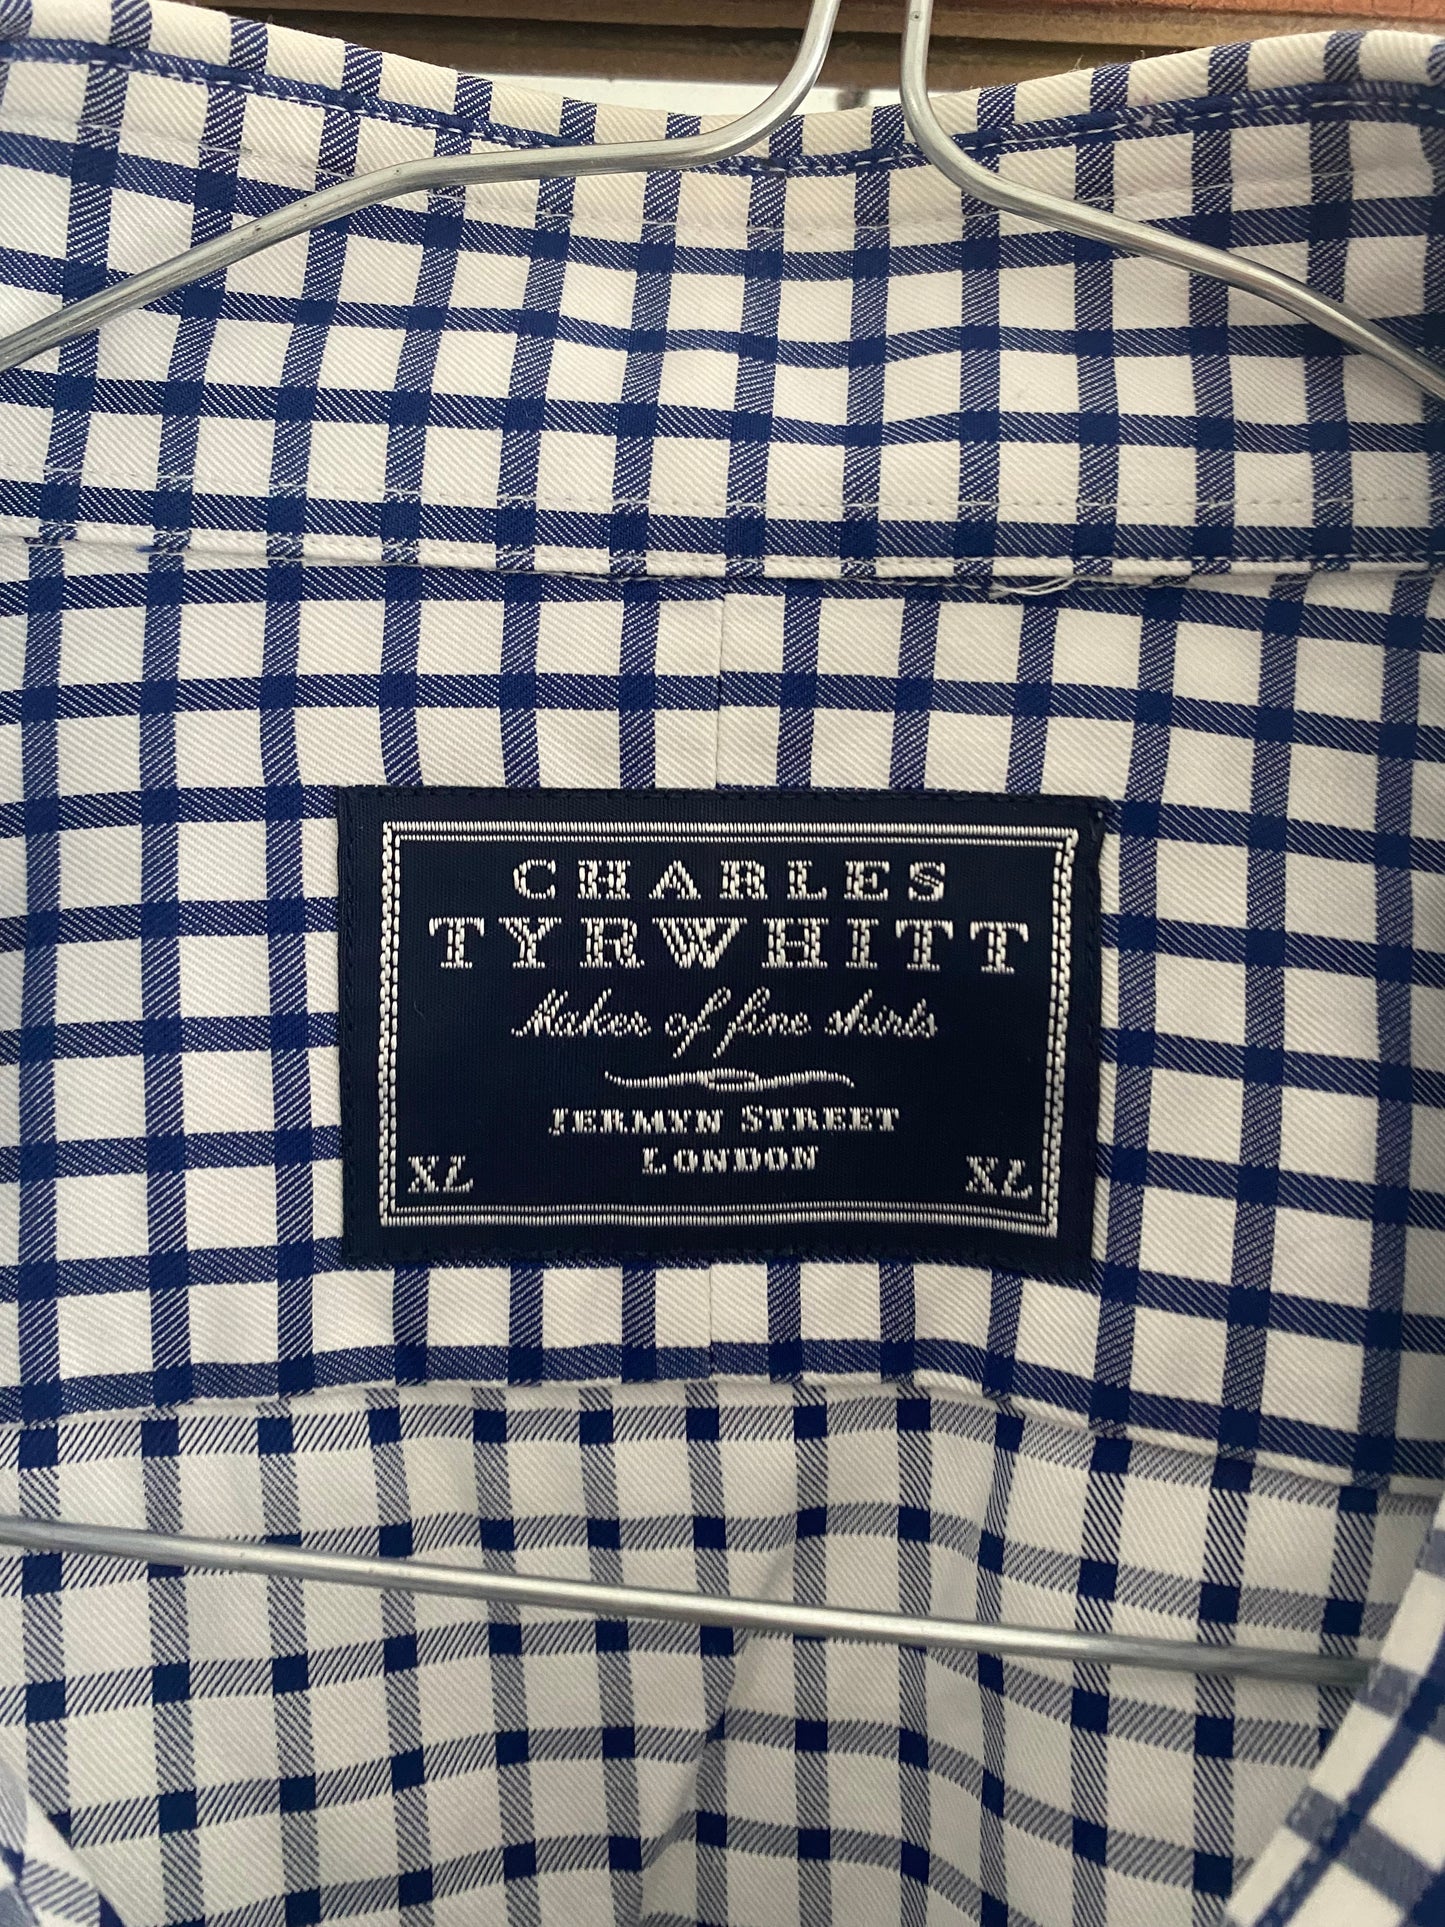 CHARLES
TYRWHITT
Maker of fine shirts
JERMYN STREET
LONDON
XL XL